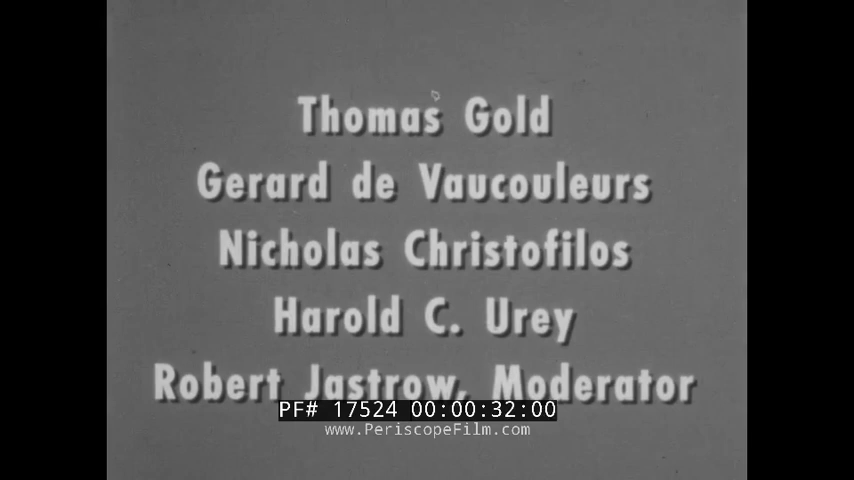 Thomas Gold
Gerard de Vaucouleurs
Nicholas Christofilos
Harold C. Urey
Robert Jastrow, Moderator
PF# 17524 00:00:32:00
www.PeriscopeFilm.com